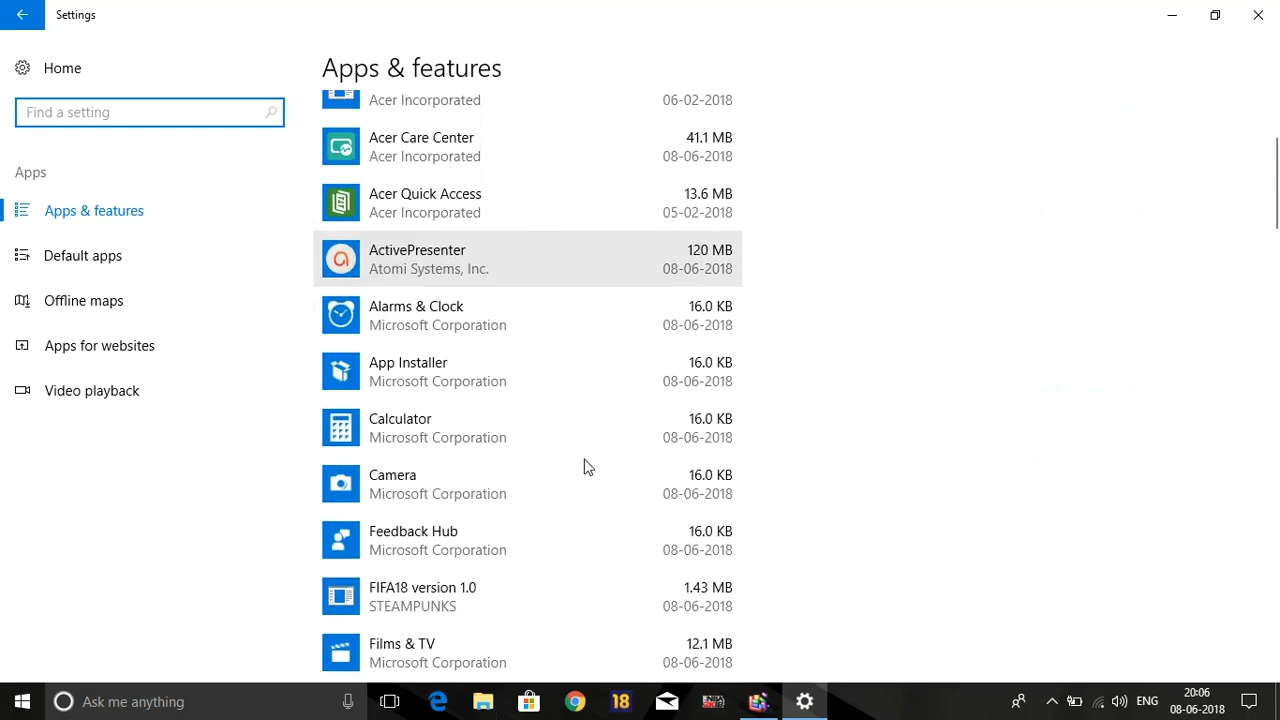 Settings
Home
Find a setting
Apps
Apps & features
Default apps
Offline maps
Apps for websites
Video playback
Apps & features
Acer Incorporated 06-02-2018
Acer Care Center 41.1 MB
Acer Incorporated 08-06-2018
Acer Quick Access 13.6 MB
Acer Incorporated 05-02-2018
ActivePresenter 120 MB
Atomi Systems, Inc. 08-06-2018
Alarms & Clock 16.0 KB
Microsoft Corporation 08-06-2018
App Installer 16.0 KB
Microsoft Corporation 08-06-2018
Calculator 16.0 KB
Microsoft Corporation 08-06-2018
Camera 16.0 KB
Microsoft Corporation 08-06-2018
Feedback Hub 16.0 KB
Microsoft Corporation 08-06-2018
FIFA18 version 1.0 1.43 MB
STEAMPUNKS 08-06-2018
Films & TV 12.1 MB
Microsoft Corporation 08-06-2018
Ask me anything
18
ENG
20:06
08-06-2018